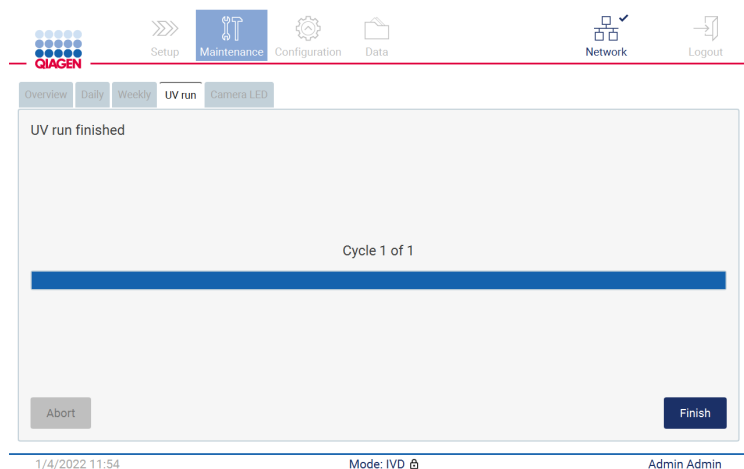 QIAGEN
Setup Maintenance Configuration Data Network Logout
Overview Daily Weekly UV run Camera LED
UV run finished
Cycle 1 of 1
Abort Finish
1/4/2022 11:54 Mode: IVD Admin Admin